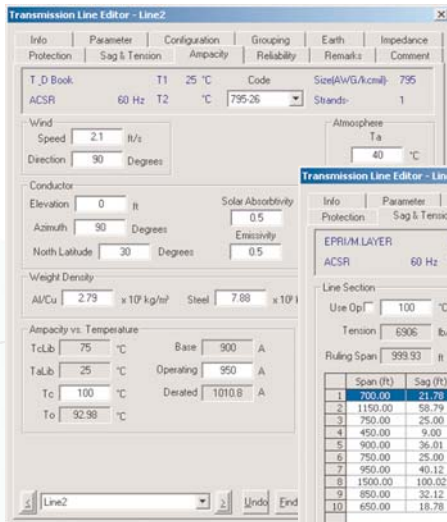 Transmission Line Editor - Line2
Info Parameter Configuration Grouping Earth Impedance
Protection Sag & Tension Ampacity Reliability Remarks Comment
T_D Book T1 25 °C Code Size(AWG/kcmil)- 795
ACSR 60 Hz T2 °C 795-26 Strands- 1
Wind
Speed 2.1 ft/s
Direction 90 Degrees
Atmosphere
Ta
40 °C
Conductor
Elevation 0 ft
Solar Absorbtivity
0.5
Azimuth 90 Degrees
Emissivity
North Latitude 30 Degrees 0.5
Weight Density
Al/Cu 2.79 x 10³ kg/m³ Steel 7.88 x 10³
Ampacity vs. Temperature
TcLib 75 °C Base 900 A
TaLib 25 °C Operating 950 A
Tc 100 °C Derated 1010.8 A
To 92.98 °C
Line2 Undo Find
Transmission Line Editor - Lin
Info Parameter
Protection Sag & Tensio
EPRI/M.LAYER
ACSR 60 Hz
Line Section
Use Op 100 °C
Tension 6906 lb
Ruling Span 999.93 ft
Span (ft) Sag (ft)
1 700.00 21.78
2 1150.00 58.79
3 750.00 25.00
4 450.00 9.00
5 900.00 36.01
6 750.00 25.00
7 950.00 40.12
8 1500.00 100.02
9 850.00 32.12
10 650.00 18.78